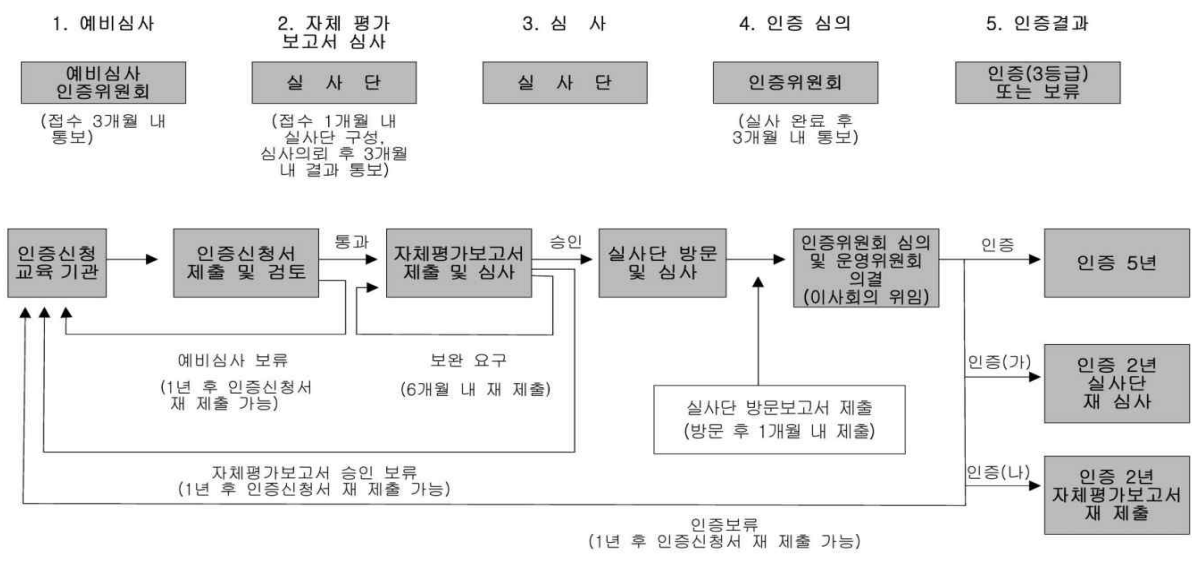 1. 예비심사
2. 자체 평가
보고서 심사
3. 심 사
4. 인증 심의
5. 인증결과
예비심사
인증위원회
실 사 단
실 사 단
인증위원회
인증(3등급)
또는 보류
(접수 3개월 내
통보)
(접수 1개월 내
실사단 구성,
심사의뢰 후 3개월
내 결과 통보)
(실사 완료 후
3개월 내 통보)
인증신청
교육 기관
인증신청서
제출 및 검토
통과
자체평가보고서
제출 및 심사
승인
실사단 방문
및 심사
인증위원회 심의
및 운영위원회
의결
(이사회의 위임)
인증
인증 5년
예비심사 보류
(1년 후 인증신청서
재 제출 가능)
보완 요구
(6개월 내 재 제출)
실사단 방문보고서 제출
(방문 후 1개월 내 제출)
인증(가)
인증 2년
실사단
재 심사
자체평가보고서 승인 보류
(1년 후 인증신청서 재 제출 가능)
인증(나)
인증 2년
자체평가보고서
재 제출
인증보류
(1년 후 인증신청서 재 제출 가능)